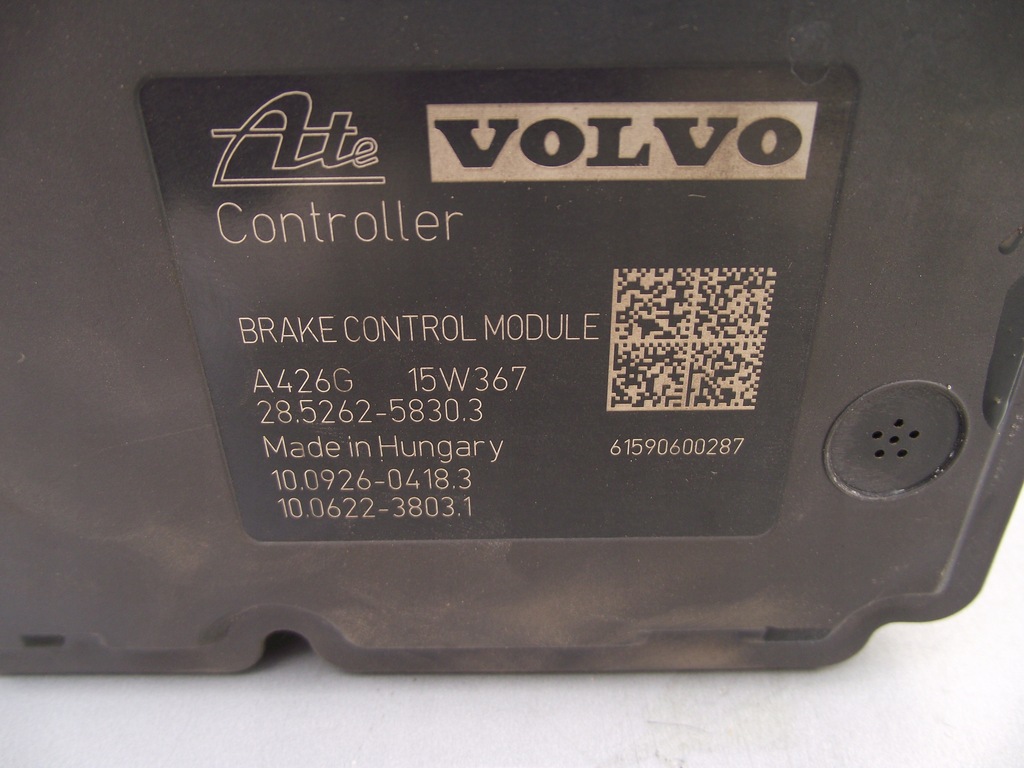 Ate VOLVO
Controller
BRAKE CONTROL MODULE
A426G 15W367
28.5262-5830.3
Made in Hungary 61590600287
10.0926-0418.3
10.0622-3803.1